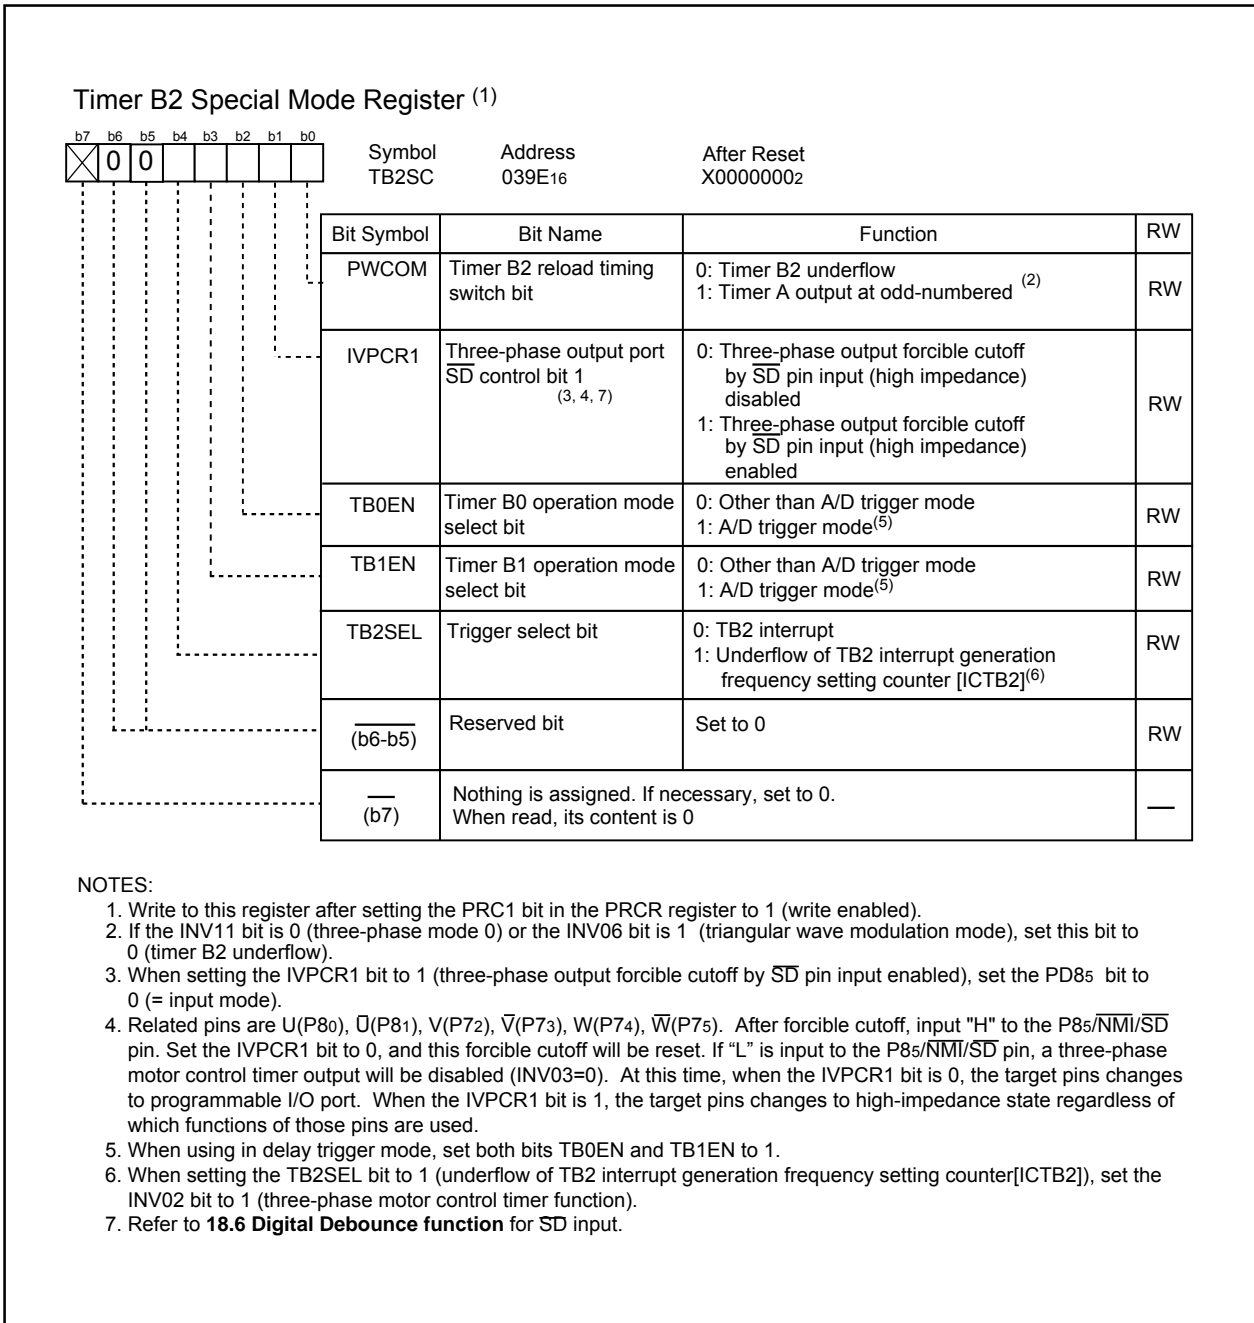 Timer B2 Special Mode Register (1)
b7 b6 b5 b4 b3 b2 b1 b0
0 0
Symbol Address After Reset
TB2SC 039E16 X00000002
Bit Symbol Bit Name Function RW
PWCOM Timer B2 reload timing switch bit 0: Timer B2 underflow
1: Timer A output at odd-numbered (2) RW
IVPCR1 Three-phase output port
S̅D̅ control bit 1
(3, 4, 7)
0: Three-phase output forcible cutoff
by S̅D̅ pin input (high impedance)
disabled
1: Three-phase output forcible cutoff
by S̅D̅ pin input (high impedance)
enabled
RW
TB0EN Timer B0 operation mode
select bit
0: Other than A/D trigger mode
1: A/D trigger mode(5)
RW
TB1EN Timer B1 operation mode
select bit
0: Other than A/D trigger mode
1: A/D trigger mode(5)
RW
TB2SEL Trigger select bit
0: TB2 interrupt
1: Underflow of TB2 interrupt generation
frequency setting counter [ICTB2](6)
RW
—
(b6-b5)
Reserved bit Set to 0 RW
—
(b7)
Nothing is assigned. If necessary, set to 0.
When read, its content is 0
—
NOTES:
1. Write to this register after setting the PRC1 bit in the PRCR register to 1 (write enabled).
2. If the INV11 bit is 0 (three-phase mode 0) or the INV06 bit is 1 (triangular wave modulation mode), set this bit to
0 (timer B2 underflow).
3. When setting the IVPCR1 bit to 1 (three-phase output forcible cutoff by S̅D̅ pin input enabled), set the PD85 bit to
0 (= input mode).
4. Related pins are U(P80), U̅(P81), V(P72), V̅(P73), W(P74), W̅(P75). After forcible cutoff, input "H" to the P85/N̅M̅I̅/S̅D̅
pin. Set the IVPCR1 bit to 0, and this forcible cutoff will be reset. If “L” is input to the P85/N̅M̅I̅/S̅D̅ pin, a three-phase
motor control timer output will be disabled (INV03=0). At this time, when the IVPCR1 bit is 0, the target pins changes
to programmable I/O port. When the IVPCR1 bit is 1, the target pins changes to high-impedance state regardless of
which functions of those pins are used.
5. When using in delay trigger mode, set both bits TB0EN and TB1EN to 1.
6. When setting the TB2SEL bit to 1 (underflow of TB2 interrupt generation frequency setting counter[ICTB2]), set the
INV02 bit to 1 (three-phase motor control timer function).
7. Refer to 18.6 Digital Debounce function for S̅D̅ input.